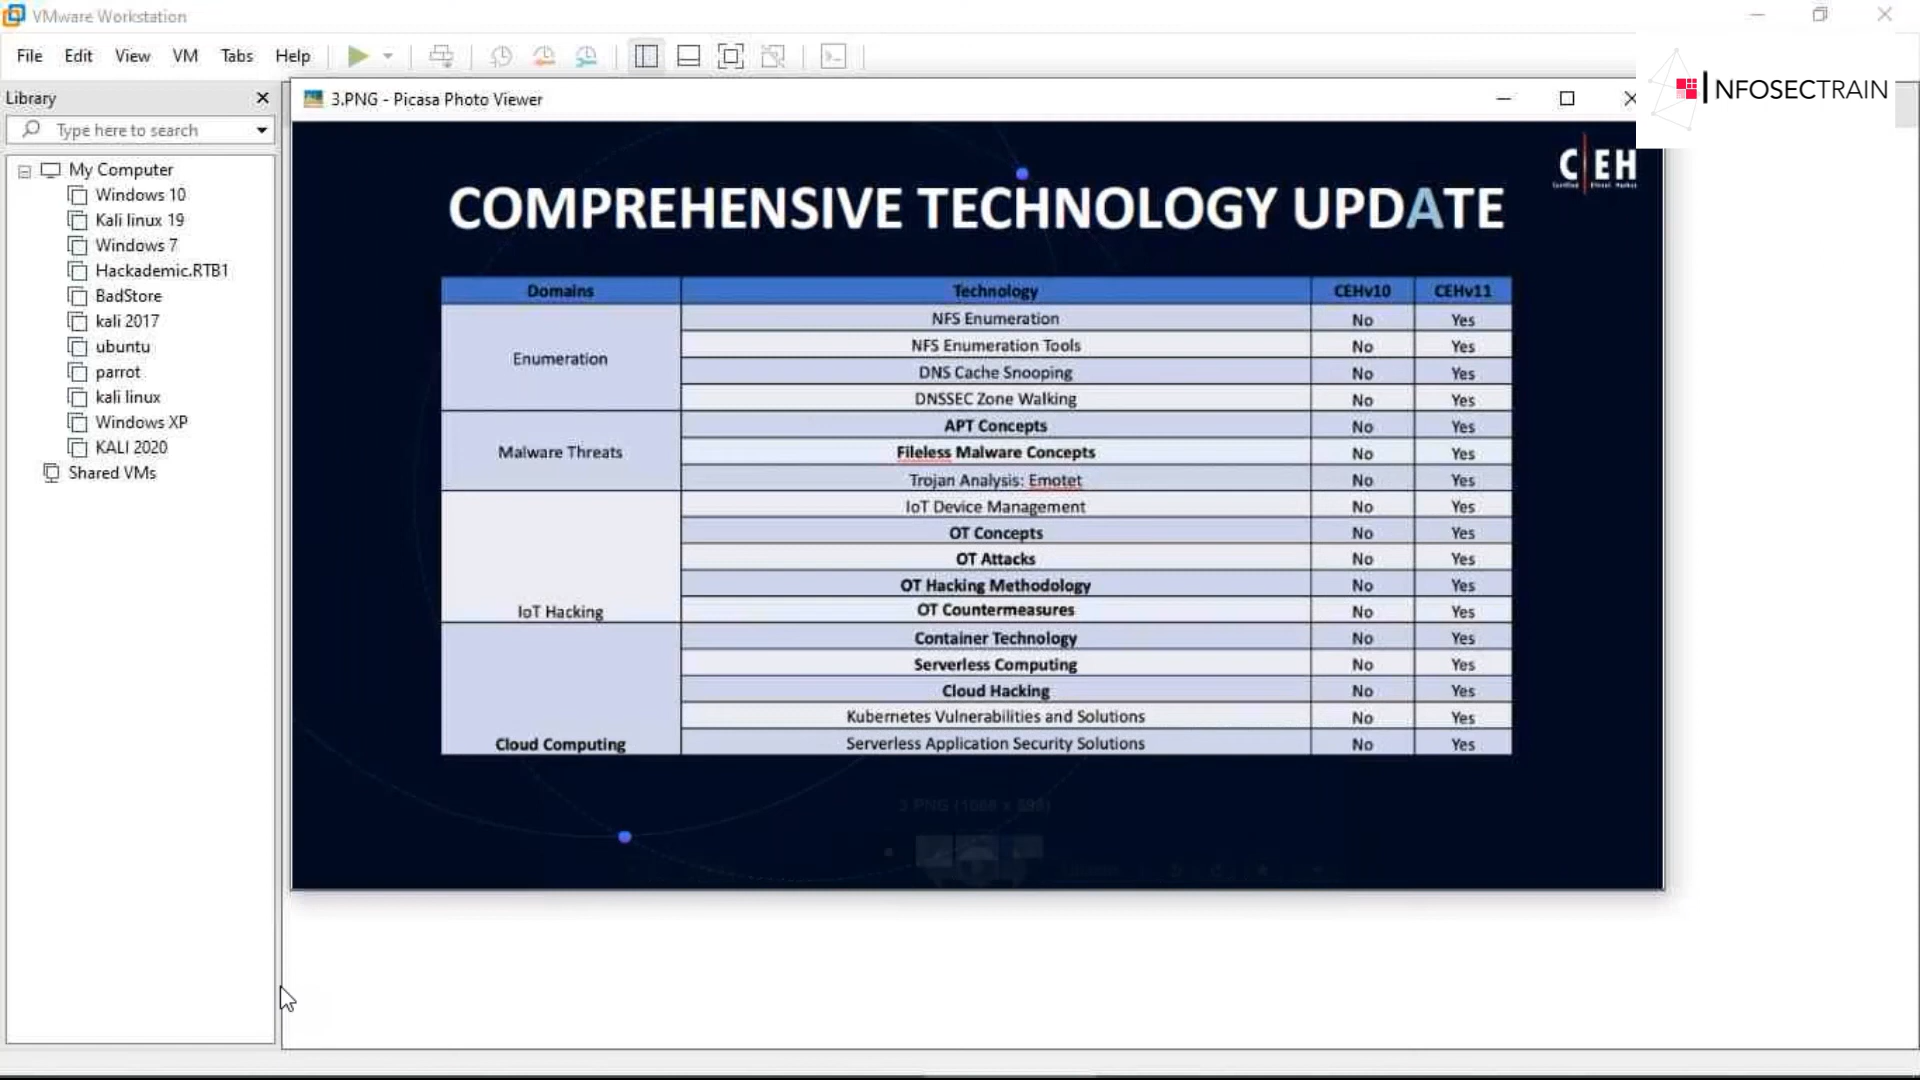 VMware Workstation
File Edit View VM Tabs Help
Library
Type here to search
My Computer
Windows 10
Kali linux 19
Windows 7
Hackademic.RTB1
BadStore
kali 2017
ubuntu
parrot
kali linux
Windows XP
KALI 2020
Shared VMs
3.PNG - Picasa Photo Viewer
INFOSECTRAIN
C|EH
COMPREHENSIVE TECHNOLOGY UPDATE
Domains Technology CEHv10 CEHv11
Enumeration
NFS Enumeration No Yes
NFS Enumeration Tools No Yes
DNS Cache Snooping No Yes
DNSSEC Zone Walking No Yes
Malware Threats
APT Concepts No Yes
Fileless Malware Concepts No Yes
Trojan Analysis: Emotet No Yes
IoT Hacking
IoT Device Management No Yes
OT Concepts No Yes
OT Attacks No Yes
OT Hacking Methodology No Yes
OT Countermeasures No Yes
Cloud Computing
Container Technology No Yes
Serverless Computing No Yes
Cloud Hacking No Yes
Kubernetes Vulnerabilities and Solutions No Yes
Serverless Application Security Solutions No Yes